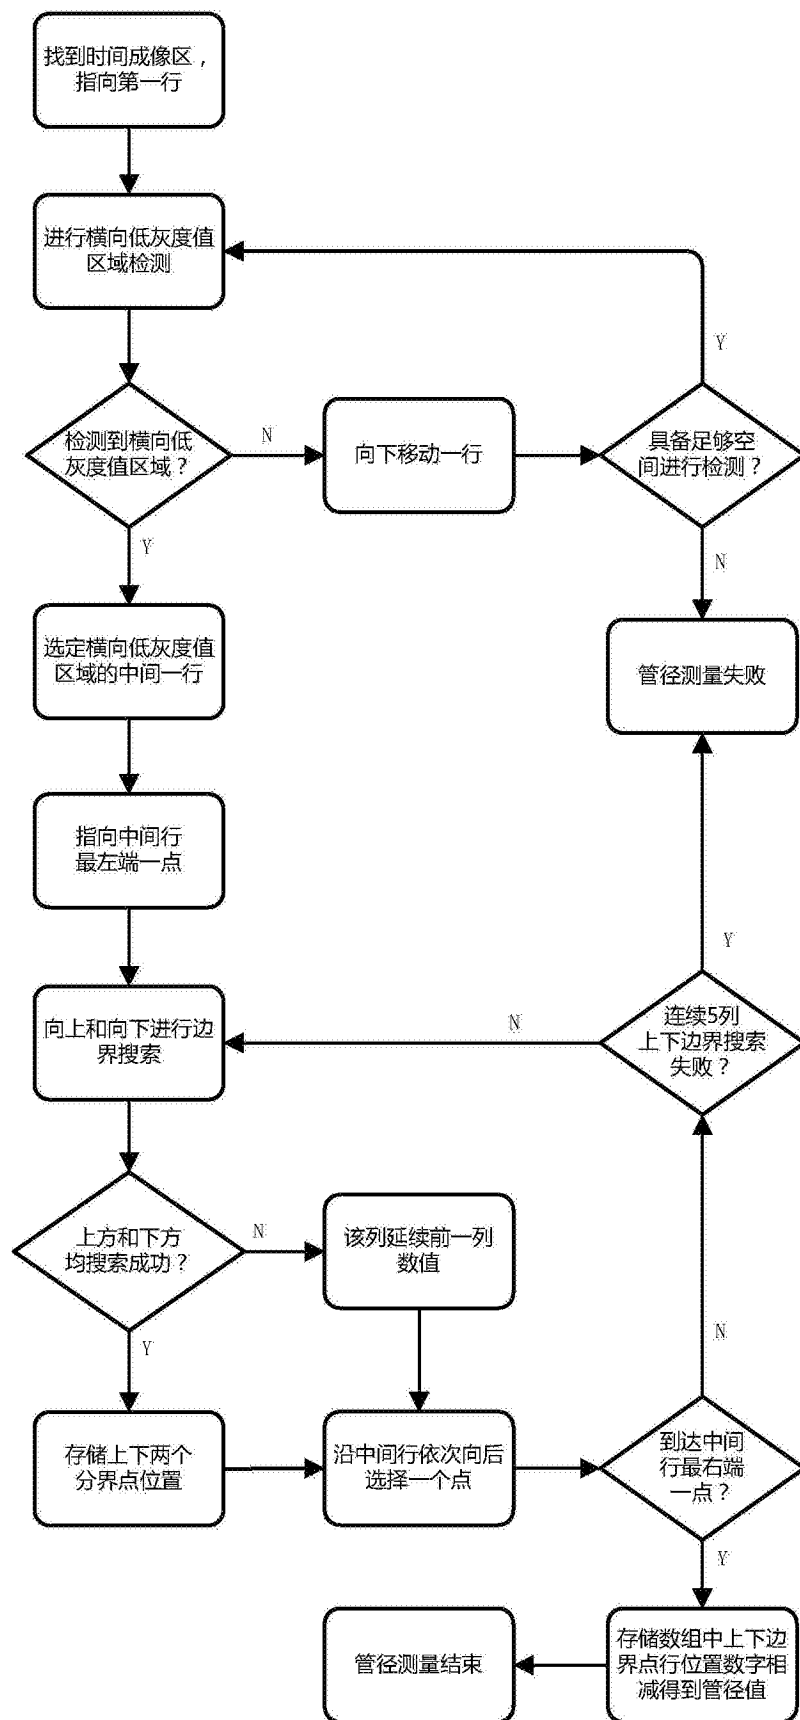 找到时间成像区，
指向第一行
进行横向低灰度值
区域检测
Y
检测到横向低
灰度值区域？
N
向下移动一行
具备足够空
间进行检测？
Y
N
选定横向低灰度值
区域的中间一行
管径测量失败
指向中间行
最左端一点
Y
向上和向下进行边
界搜索
N
连续5列
上下边界搜索
失败？
上方和下方
均搜索成功？
N
该列延续前一列
数值
N
Y
存储上下两个
分界点位置
沿中间行依次向后
选择一个点
到达中间
行最右端
一点？
Y
管径测量结束
存储数组中上下边
界点行位置数字相
减得到管径值